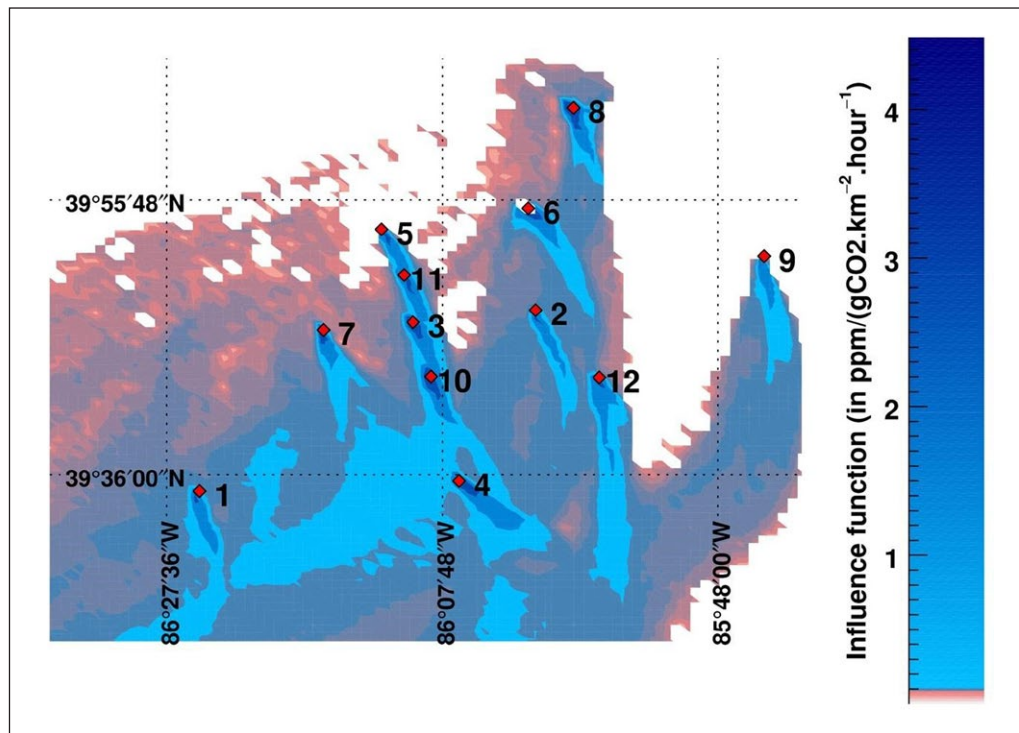 8
39°55′48″N
6
5
9
11
2
3
7
10
12
39°36′00″N
4
1
86°27′36″W
86°07′48″W
85°48′00″W
4
3
2
1
Influence function (in ppm/(gCO2.km⁻².hour⁻¹)